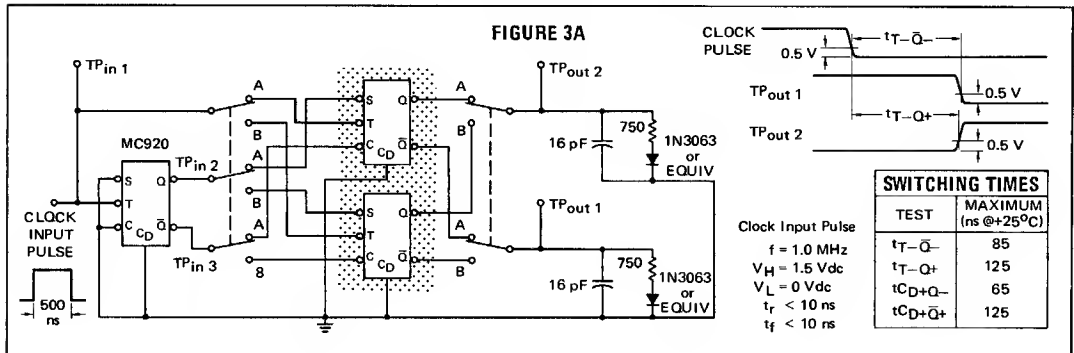 FIGURE 3A
TPin 1
MC920
S Q
T
C CD Q̅
TPin 2
TPin 3
CLOCK
INPUT
PULSE
500
ns
A
B
A
B
A
8
S Q
T
C CD Q̅
S Q
T
C CD Q̅
A
B
A
B
TPout 2
16 pF
750
1N3063
or
EQUIV
TPout 1
16 pF
750
1N3063
or
EQUIV
CLOCK
PULSE
0.5 V
tT–Q̅–
TPout 1
0.5 V
tT–Q+
TPout 2
0.5 V
Clock Input Pulse
f = 1.0 MHz
VH = 1.5 Vdc
VL = 0 Vdc
tr < 10 ns
tf < 10 ns
SWITCHING TIMES
TEST MAXIMUM
(ns @+25°C)
tT–Q̅– 85
tT–Q+ 125
tCD+Q– 65
tCD+Q̅+ 125